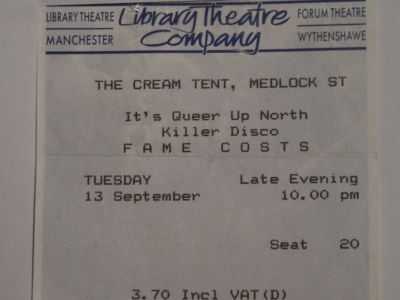 LIBRARY THEATRE Library Theatre FORUM THEATRE
MANCHESTER Company WYTHENSHAWE
THE CREAM TENT, MEDLOCK ST
It's Queer Up North
Killer Disco
FAME COSTS
TUESDAY Late Evening
13 September 10.00 pm
Seat 20
3.70 Incl VAT(D)